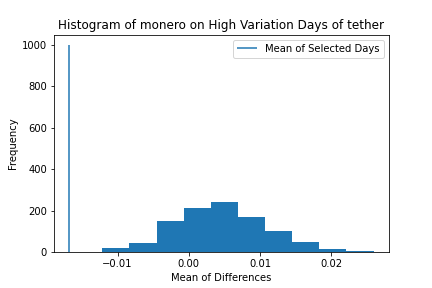 Histogram of monero on High Variation Days of tether
Mean of Selected Days
Frequency
1000
800
600
400
200
0
−0.01
0.00
0.01
0.02
Mean of Differences